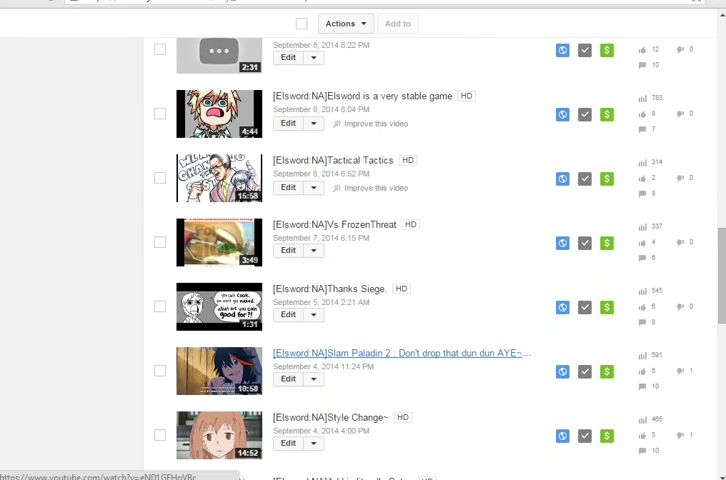 Actions
Add to
September 8, 2014 8:22 PM
Edit
2:31
12
0
10
[Elsword:NA]Elsword is a very stable game HD
September 8, 2014 8:04 PM
Edit Improve this video
4:44
783
8
0
7
[Elsword:NA]Tactical Tactics HD
September 8, 2014 6:52 PM
Edit Improve this video
15:58
314
2
0
8
[Elsword:NA]Vs FrozenThreat HD
September 7, 2014 6:15 PM
Edit
3:49
337
4
0
6
[Elsword:NA]Thanks Siege. HD
September 5, 2014 2:21 AM
Edit
1:31
545
6
0
8
[Elsword:NA]Slam Paladin 2 : Don't drop that dun dun AYE~...
September 4, 2014 11:24 PM
Edit
10:58
591
6
1
10
[Elsword:NA]Style Change~ HD
September 4, 2014 4:00 PM
Edit
14:52
465
5
1
10